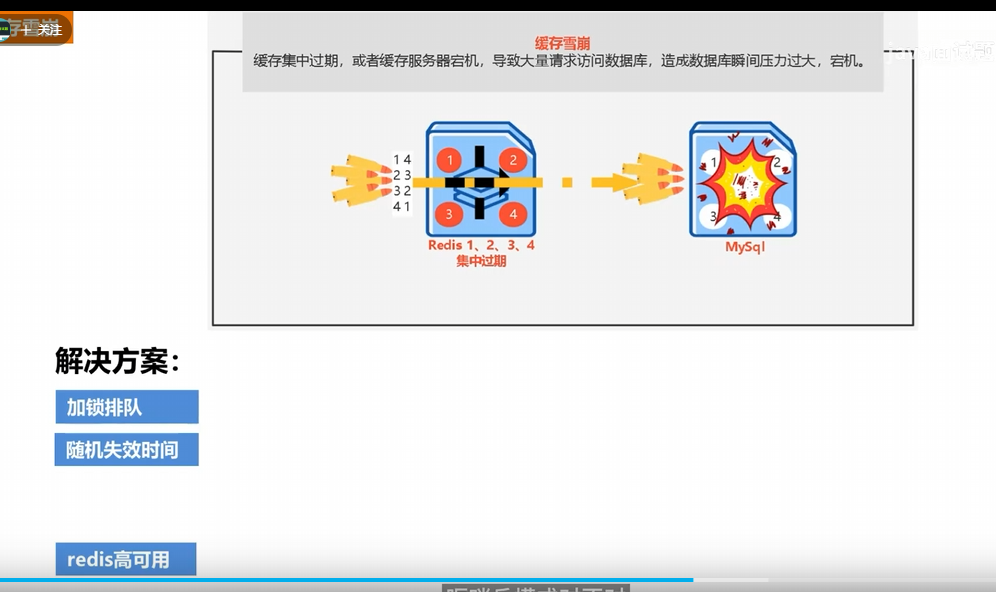 存雪崩
+ 关注
缓存雪崩
缓存集中过期，或者缓存服务器宕机，导致大量请求访问数据库，造成数据库瞬间压力过大，宕机。
1 4
2 3
3 2
4 1
1
2
3
4
1
2
3
4
Redis 1、2、3、4
集中过期
MySql
解决方案：
加锁排队
随机失效时间
redis高可用